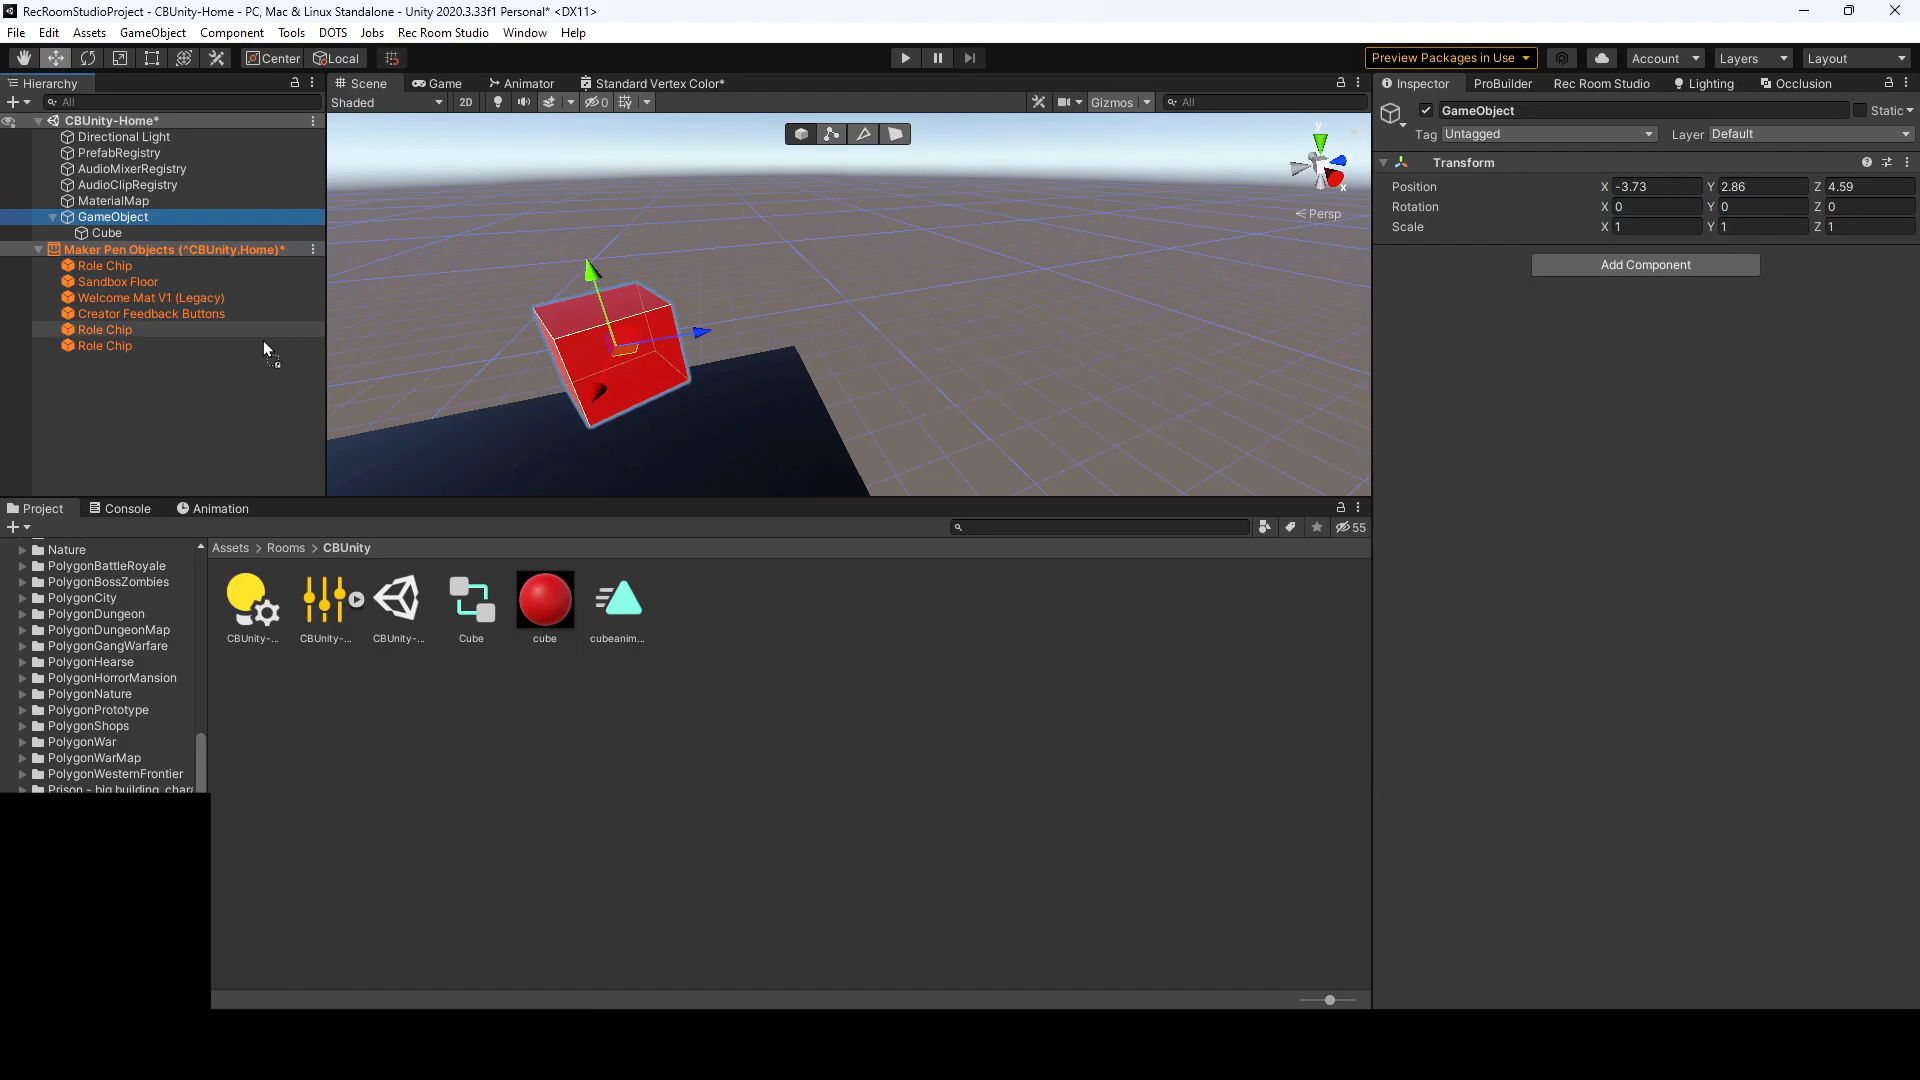 RecRoomStudioProject - CBUnity-Home - PC, Mac & Linux Standalone - Unity 2020.3.33f1 Personal* <DX11>
File Edit Assets GameObject Component Tools DOTS Jobs Rec Room Studio Window Help
Center Local Preview Packages in Use Account Layers Layout
Hierarchy Scene Game Animator Standard Vertex Color* Inspector ProBuilder Rec Room Studio Lighting Occlusion
All Shaded 2D 0 Gizmos All
GameObject Static
CBUnity-Home*
Directional Light
PrefabRegistry
AudioMixerRegistry
AudioClipRegistry
MaterialMap
GameObject
Cube
Maker Pen Objects (^CBUnity.Home)*
Role Chip
Sandbox Floor
Welcome Mat V1 (Legacy)
Creator Feedback Buttons
Role Chip
Role Chip
y
x
Persp
Tag Untagged Layer Default
Transform
Position X -3.73 Y 2.86 Z 4.59
Rotation X 0 Y 0 Z 0
Scale X 1 Y 1 Z 1
Add Component
Project Console Animation
55
Nature
PolygonBattleRoyale
PolygonBossZombies
PolygonCity
PolygonDungeon
PolygonDungeonMap
PolygonGangWarfare
PolygonHearse
PolygonHorrorMansion
PolygonNature
PolygonPrototype
PolygonShops
PolygonWar
PolygonWarMap
PolygonWesternFrontier
Prison - big building, chara
Assets > Rooms > CBUnity
CBUnity-... CBUnity-... CBUnity-... Cube cube cubeanim...